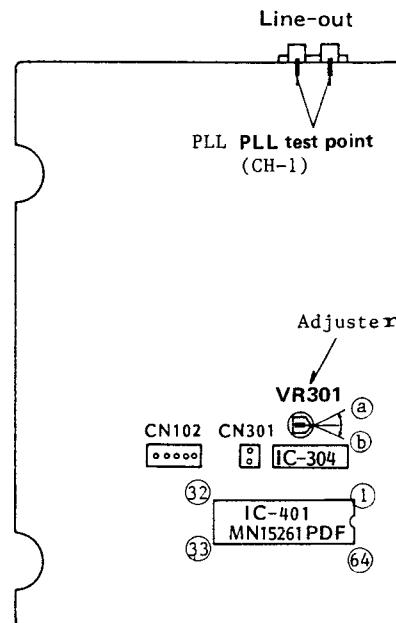 Line-out
PLL PLL test point
(CH-1)
Adjuster
VR301
a
b
CN102 CN301
IC-304
32 1
IC-401
MN15261PDF
33 64